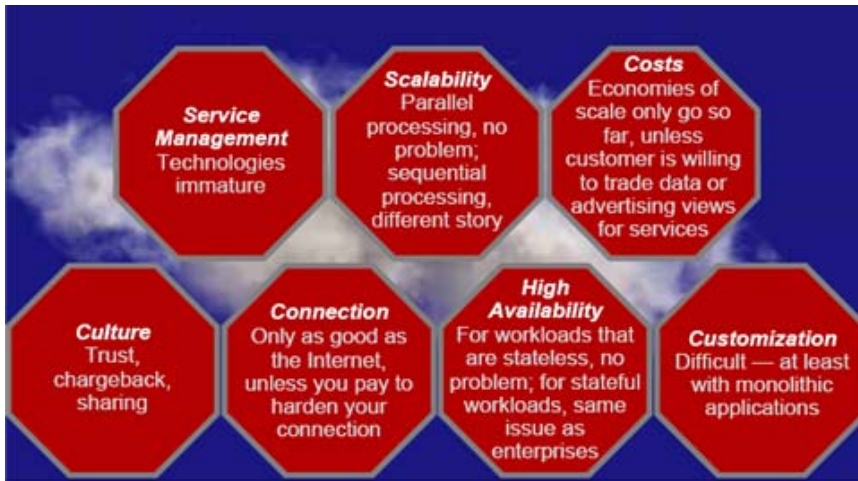 Service
Management
Technologies
immature
Scalability
Parallel
processing, no
problem;
sequential
processing,
different story
Costs
Economies of
scale only go so
far, unless
customer is willing
to trade data or
advertising views
for services
Culture
Trust,
chargeback,
sharing
Connection
Only as good as
the Internet,
unless you pay to
harden your
connection
High
Availability
For workloads that
are stateless, no
problem; for stateful
workloads, same
issue as
enterprises
Customization
Difficult — at least
with monolithic
applications